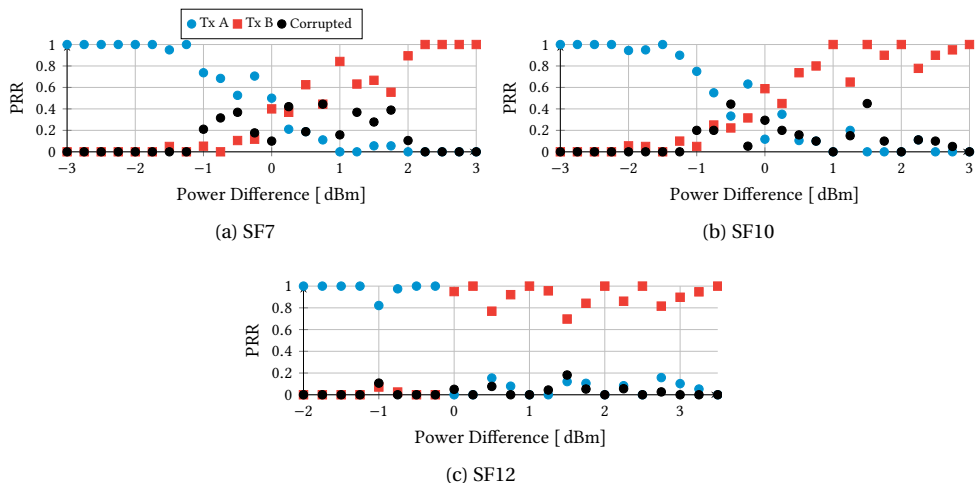 Tx A Tx B Corrupted
1
0.8
0.6
0.4
0.2
0
PRR
−3 −2 −1 0 1 2 3
Power Difference [ dBm]
(a) SF7
1
0.8
0.6
0.4
0.2
0
PRR
−3 −2 −1 0 1 2 3
Power Difference [ dBm]
(b) SF10
1
0.8
0.6
0.4
0.2
0
PRR
−2 −1 0 1 2 3
Power Difference [ dBm]
(c) SF12